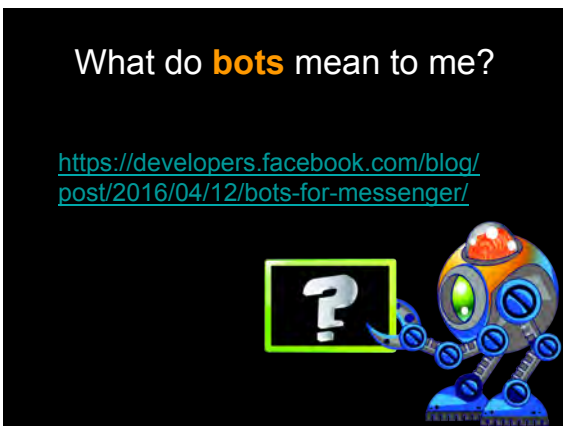 What do bots mean to me?
https://developers.facebook.com/blog/
post/2016/04/12/bots-for-messenger/
?